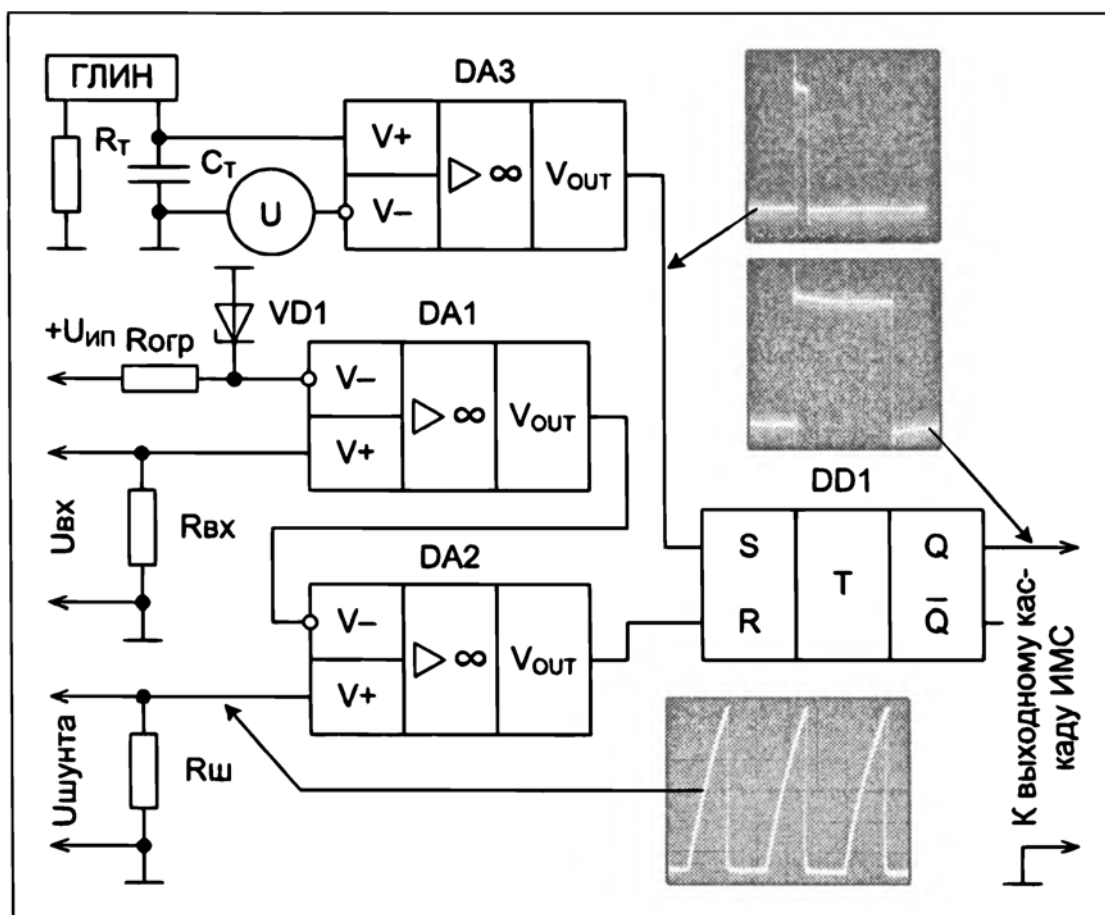 ГЛИН
DA3
Rт
Cт
U
V+
V–
▷ ∞
VOUT
+Uип
Rогр
VD1
DA1
V–
V+
▷ ∞
VOUT
Uвх
Rвх
DA2
V–
V+
▷ ∞
VOUT
Uшунта
Rш
DD1
S
R
T
Q
Q̅
К выходному кас-
каду ИМС